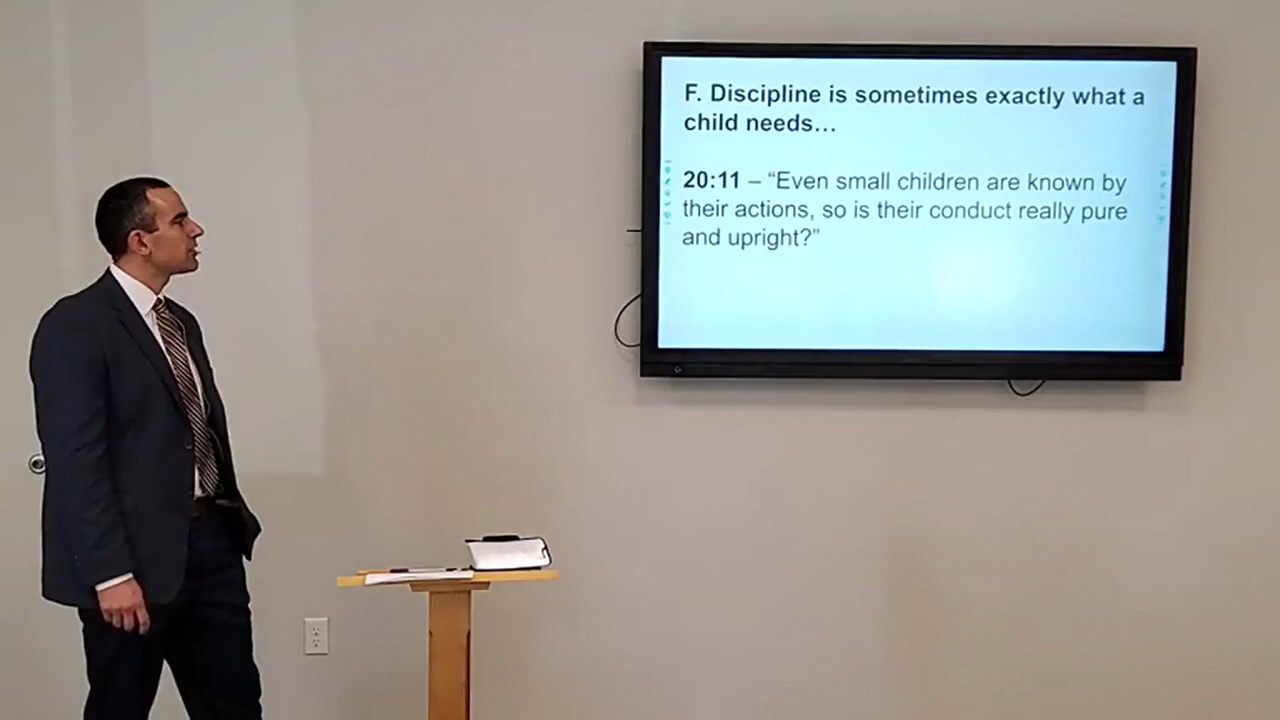 F. Discipline is sometimes exactly what a
child needs…
20:11 – “Even small children are known by
their actions, so is their conduct really pure
and upright?”